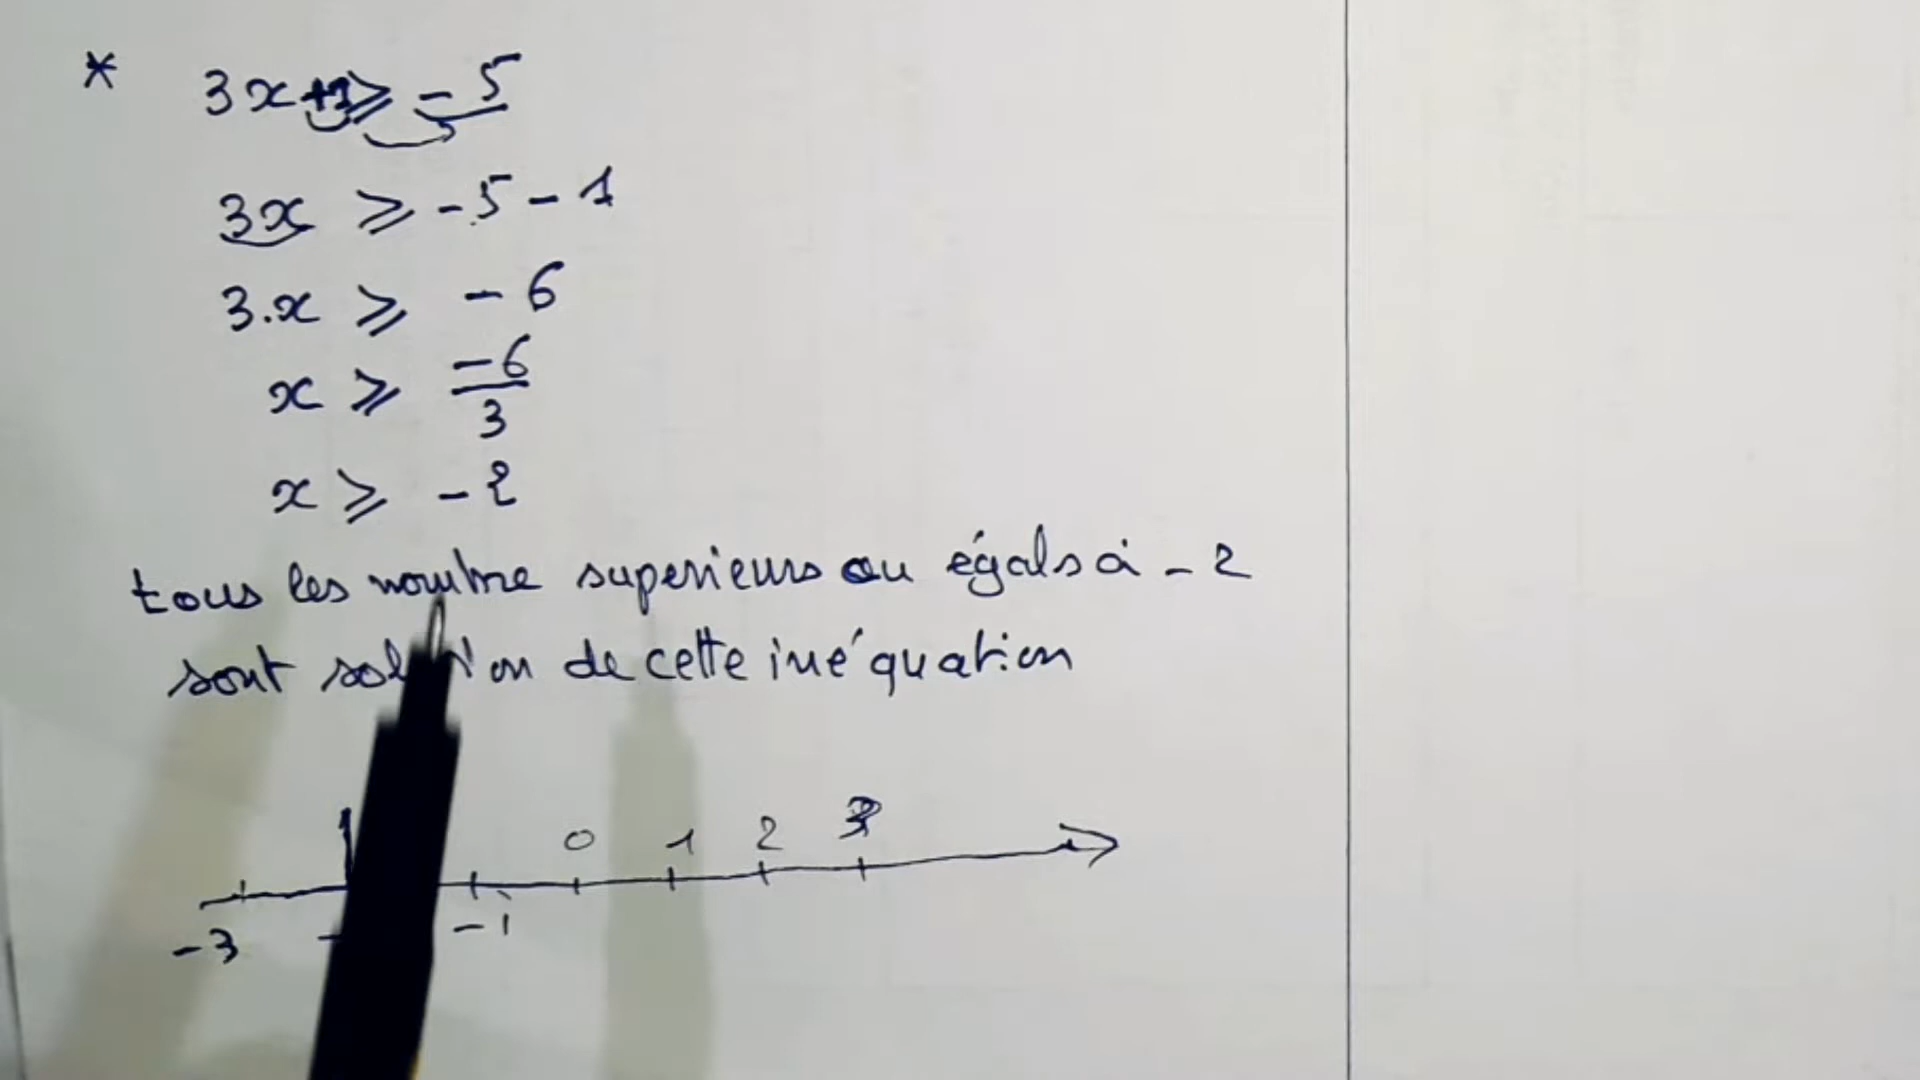 * 3x+1 ⩾ -5
3x ⩾ -5 - 1
3.x ⩾ -6
x ⩾ -6/3
x ⩾ -2
tous les nombre superieurs ou égals à -2
sont de cette inéquation
0 1 2 3
-3 -1